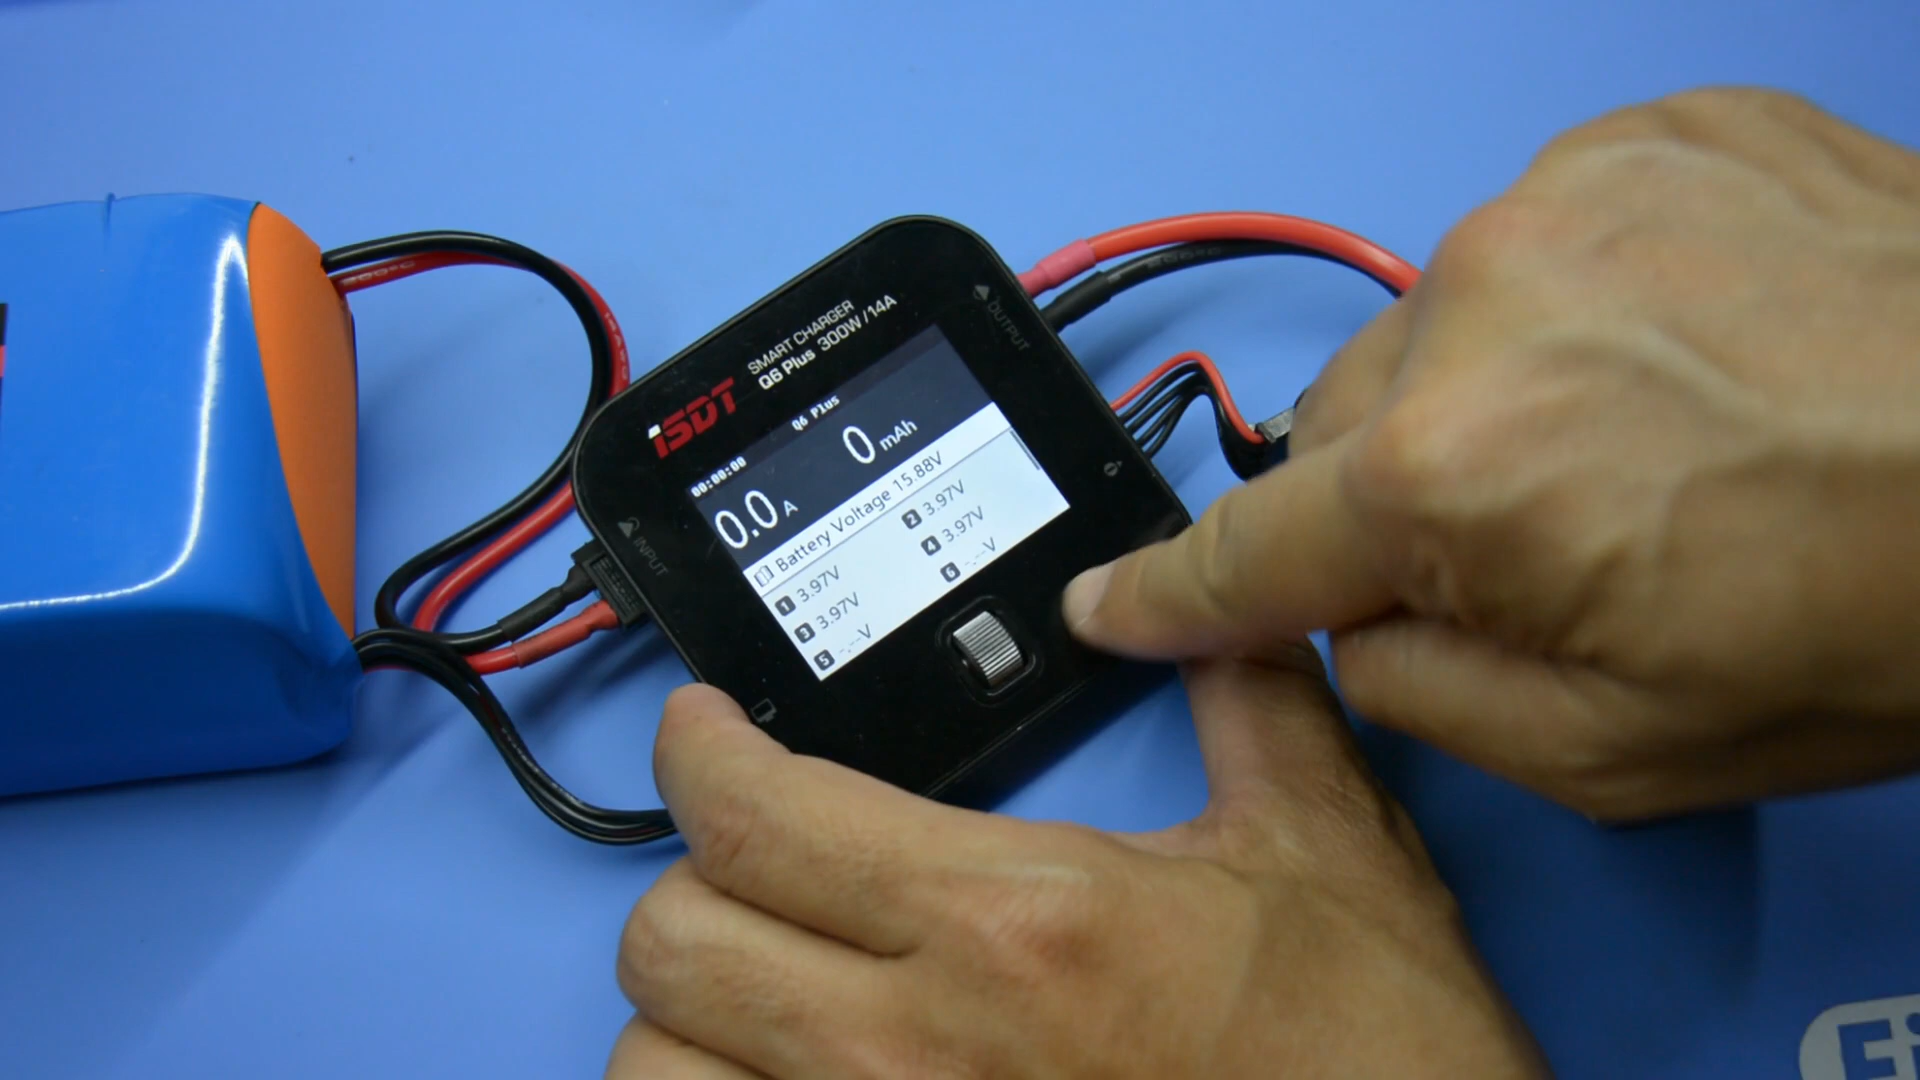 SMART CHARGER
Q6 Plus 300W/14A
ISDT
OUTPUT
INPUT
Q6 Plus
00:00:00
0 mAh
0.0 A
Battery Voltage 15.88V
1 3.97V
2 3.97V
3 3.97V
4 3.97V
5 -.--V
6 -.--V